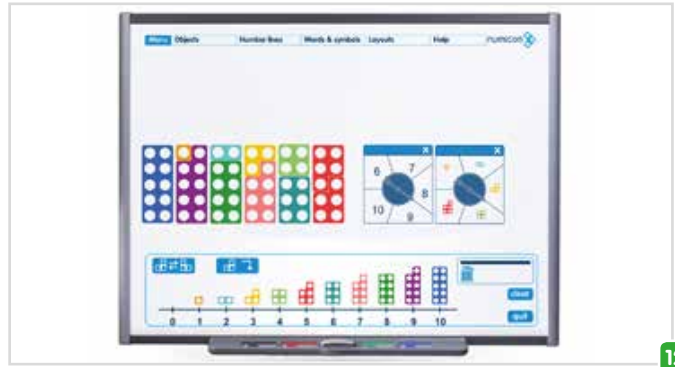 Menu Objects Number lines Words & symbols Layouts Help numicon
X X
6 7 8 9 10
clear
quit
0 1 2 3 4 5 6 7 8 9 10